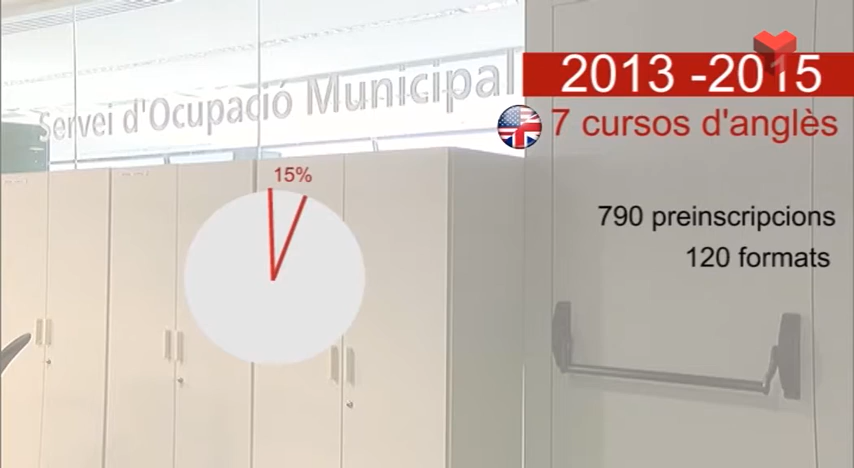 Servei d'Ocupació Municipal
2013 -2015
7 cursos d'anglès
15%
790 preinscripcions
120 formats